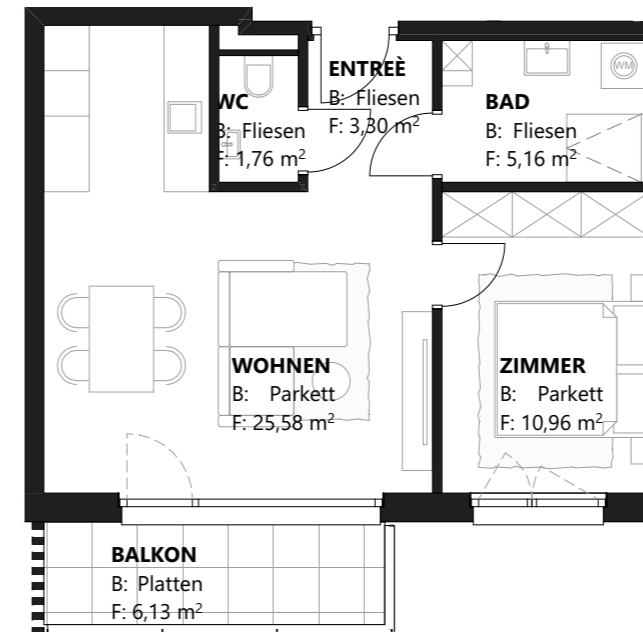 ENTREÈ
B: Fliesen
F: 3,30 m²
WC
B: Fliesen
F: 1,76 m²
BAD
B: Fliesen
F: 5,16 m²
WM
WOHNEN
B: Parkett
F: 25,58 m²
ZIMMER
B: Parkett
F: 10,96 m²
BALKON
B: Platten
F: 6,13 m²